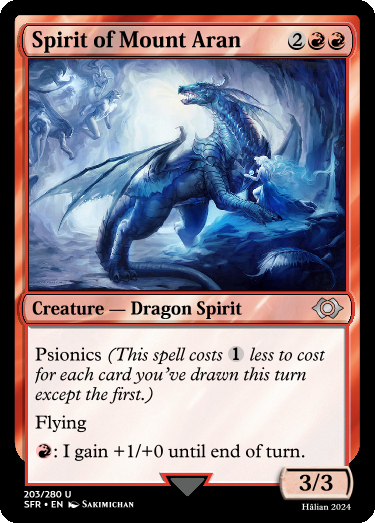 Spirit of Mount Aran 2
Creature — Dragon Spirit
Psionics (This spell costs 1 less to cost
for each card you've drawn this turn
except the first.)
Flying
: I gain +1/+0 until end of turn.
3/3
203/280 U
SFR • EN Sakimichan
Hālian 2024